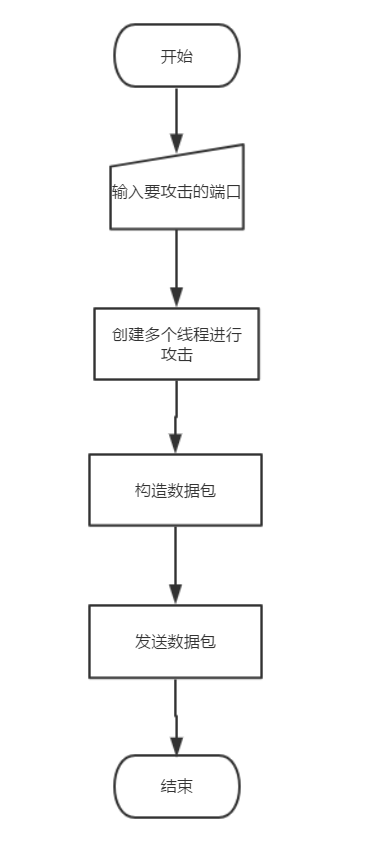 开始
输入要攻击的端口
创建多个线程进行
攻击
构造数据包
发送数据包
结束